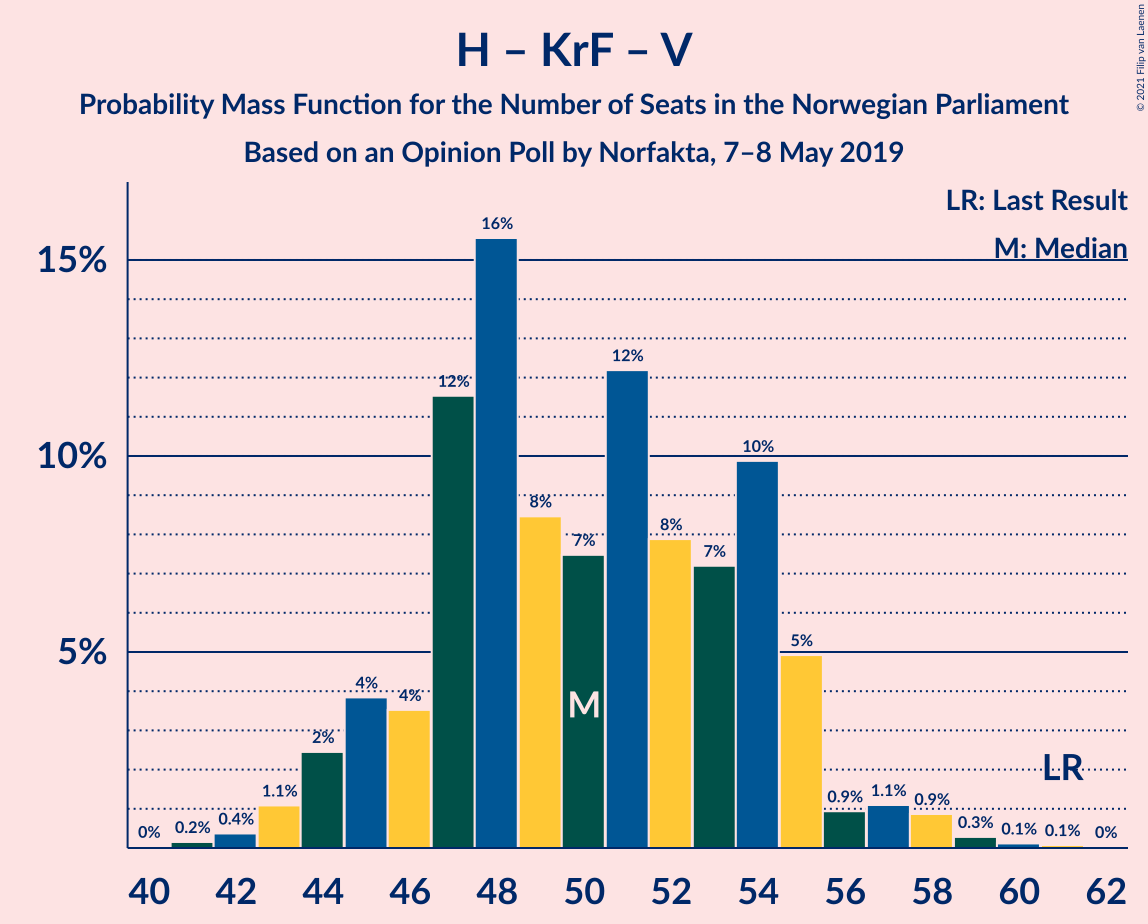 H – KrF – V
Probability Mass Function for the Number of Seats in the Norwegian Parliament
Based on an Opinion Poll by Norfakta, 7–8 May 2019
© 2021 Filip van Laenen
LR: Last Result
M: Median
15%
10%
5%
0%
0.2%
0.4%
1.1%
2%
4%
4%
12%
16%
8%
7%
12%
8%
7%
10%
5%
0.9%
1.1%
0.9%
0.3%
0.1%
0.1%
0%
M
LR
40 42 44 46 48 50 52 54 56 58 60 62